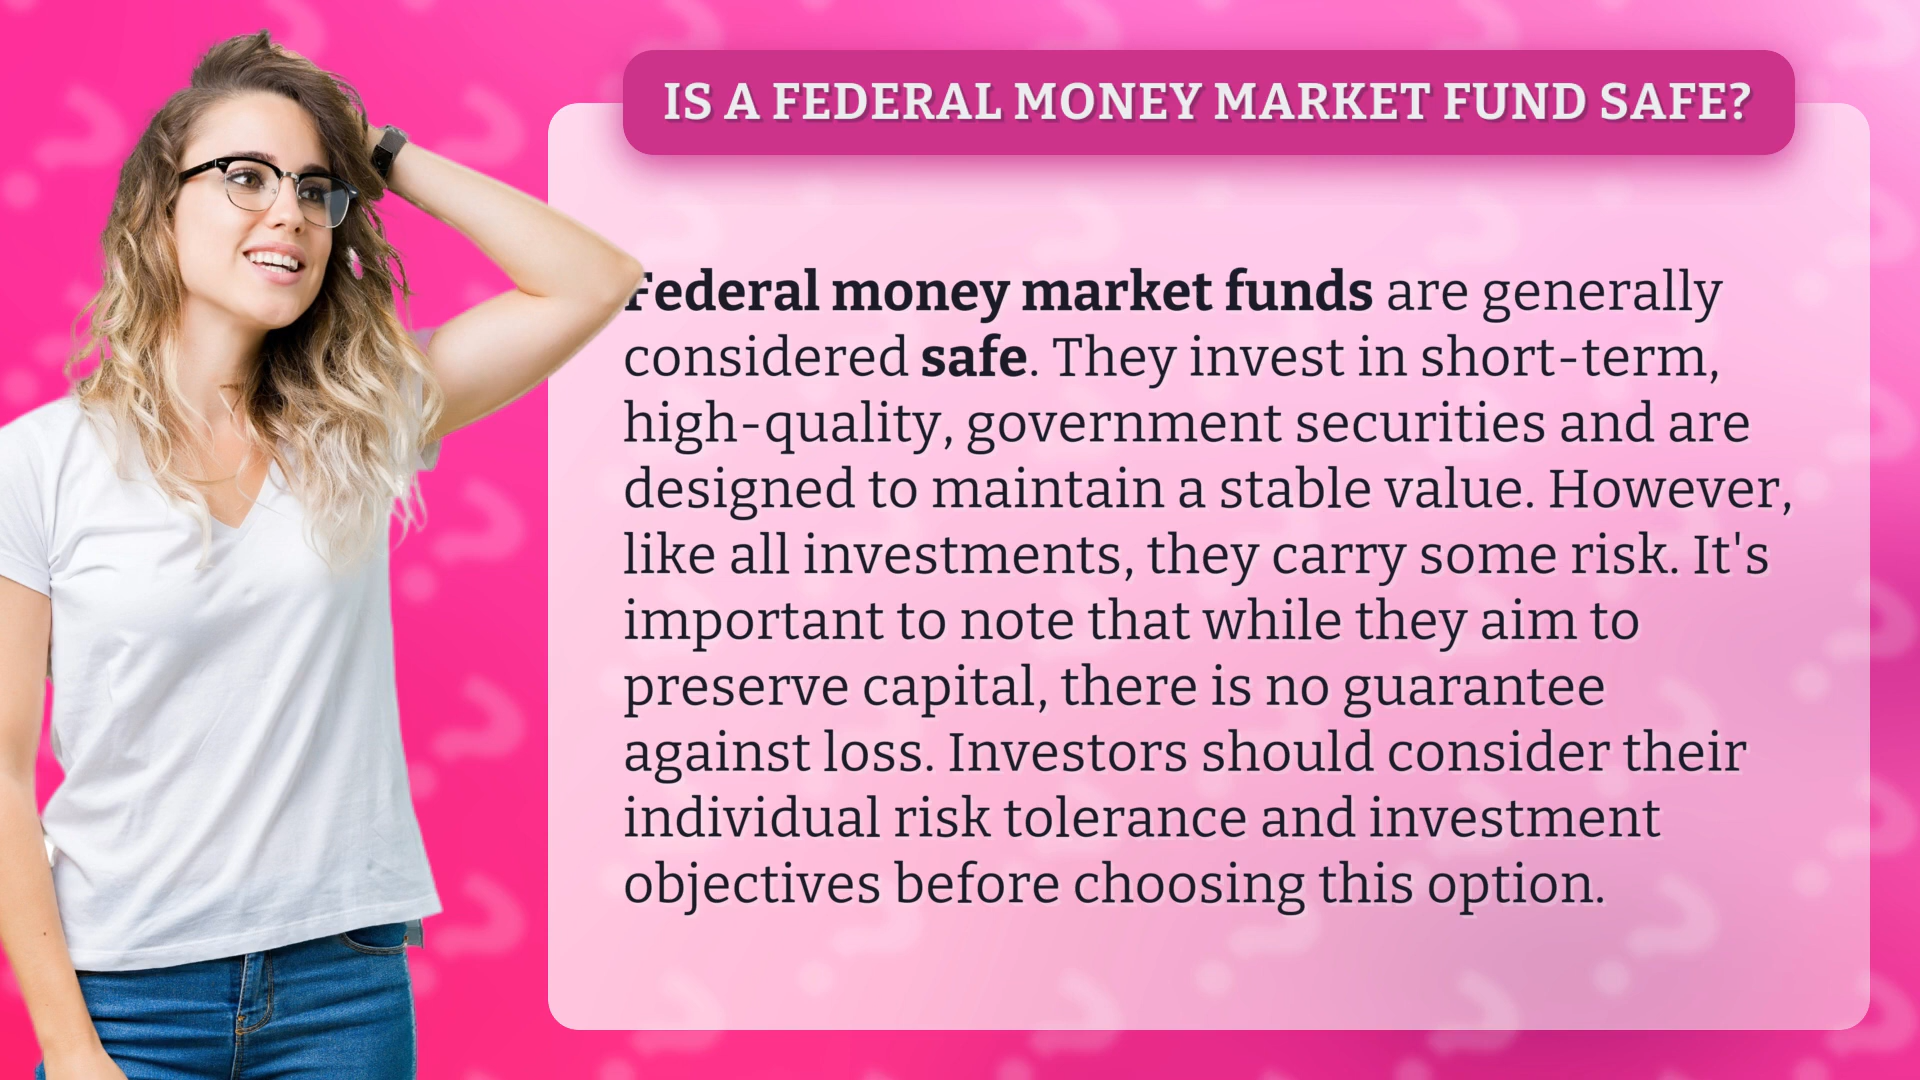 IS A FEDERAL MONEY MARKET FUND SAFE?
Federal money market funds are generally
considered safe. They invest in short-term,
high-quality, government securities and are
designed to maintain a stable value. However,
like all investments, they carry some risk. It's
important to note that while they aim to
preserve capital, there is no guarantee
against loss. Investors should consider their
individual risk tolerance and investment
objectives before choosing this option.